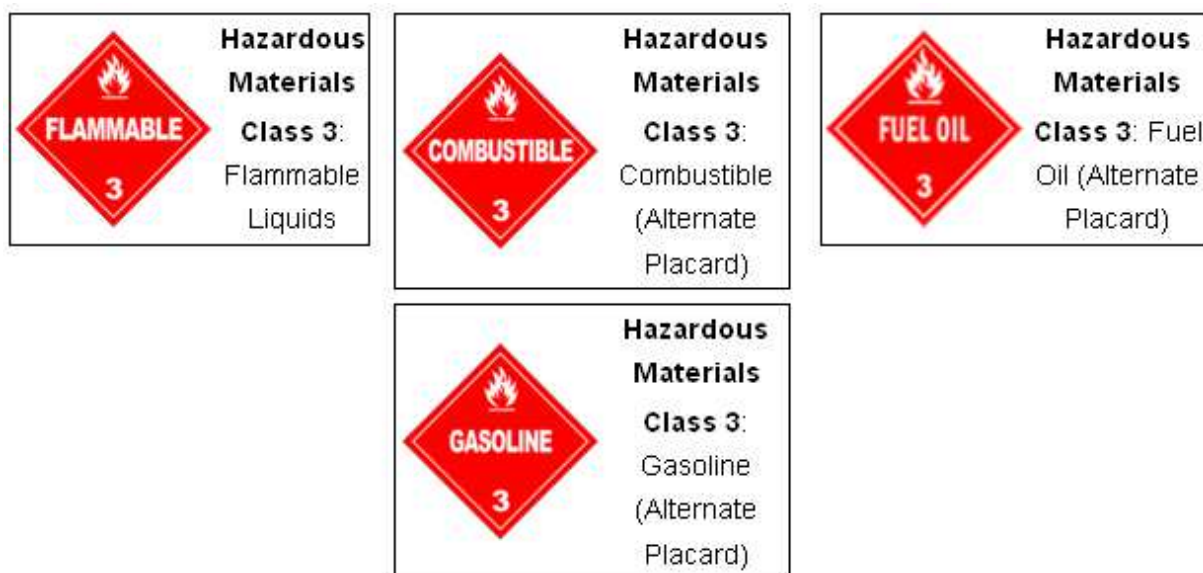 FLAMMABLE
3
Hazardous
Materials
Class 3:
Flammable
Liquids
COMBUSTIBLE
3
Hazardous
Materials
Class 3:
Combustible
(Alternate
Placard)
FUEL OIL
3
Hazardous
Materials
Class 3: Fuel
Oil (Alternate
Placard)
GASOLINE
3
Hazardous
Materials
Class 3:
Gasoline
(Alternate
Placard)